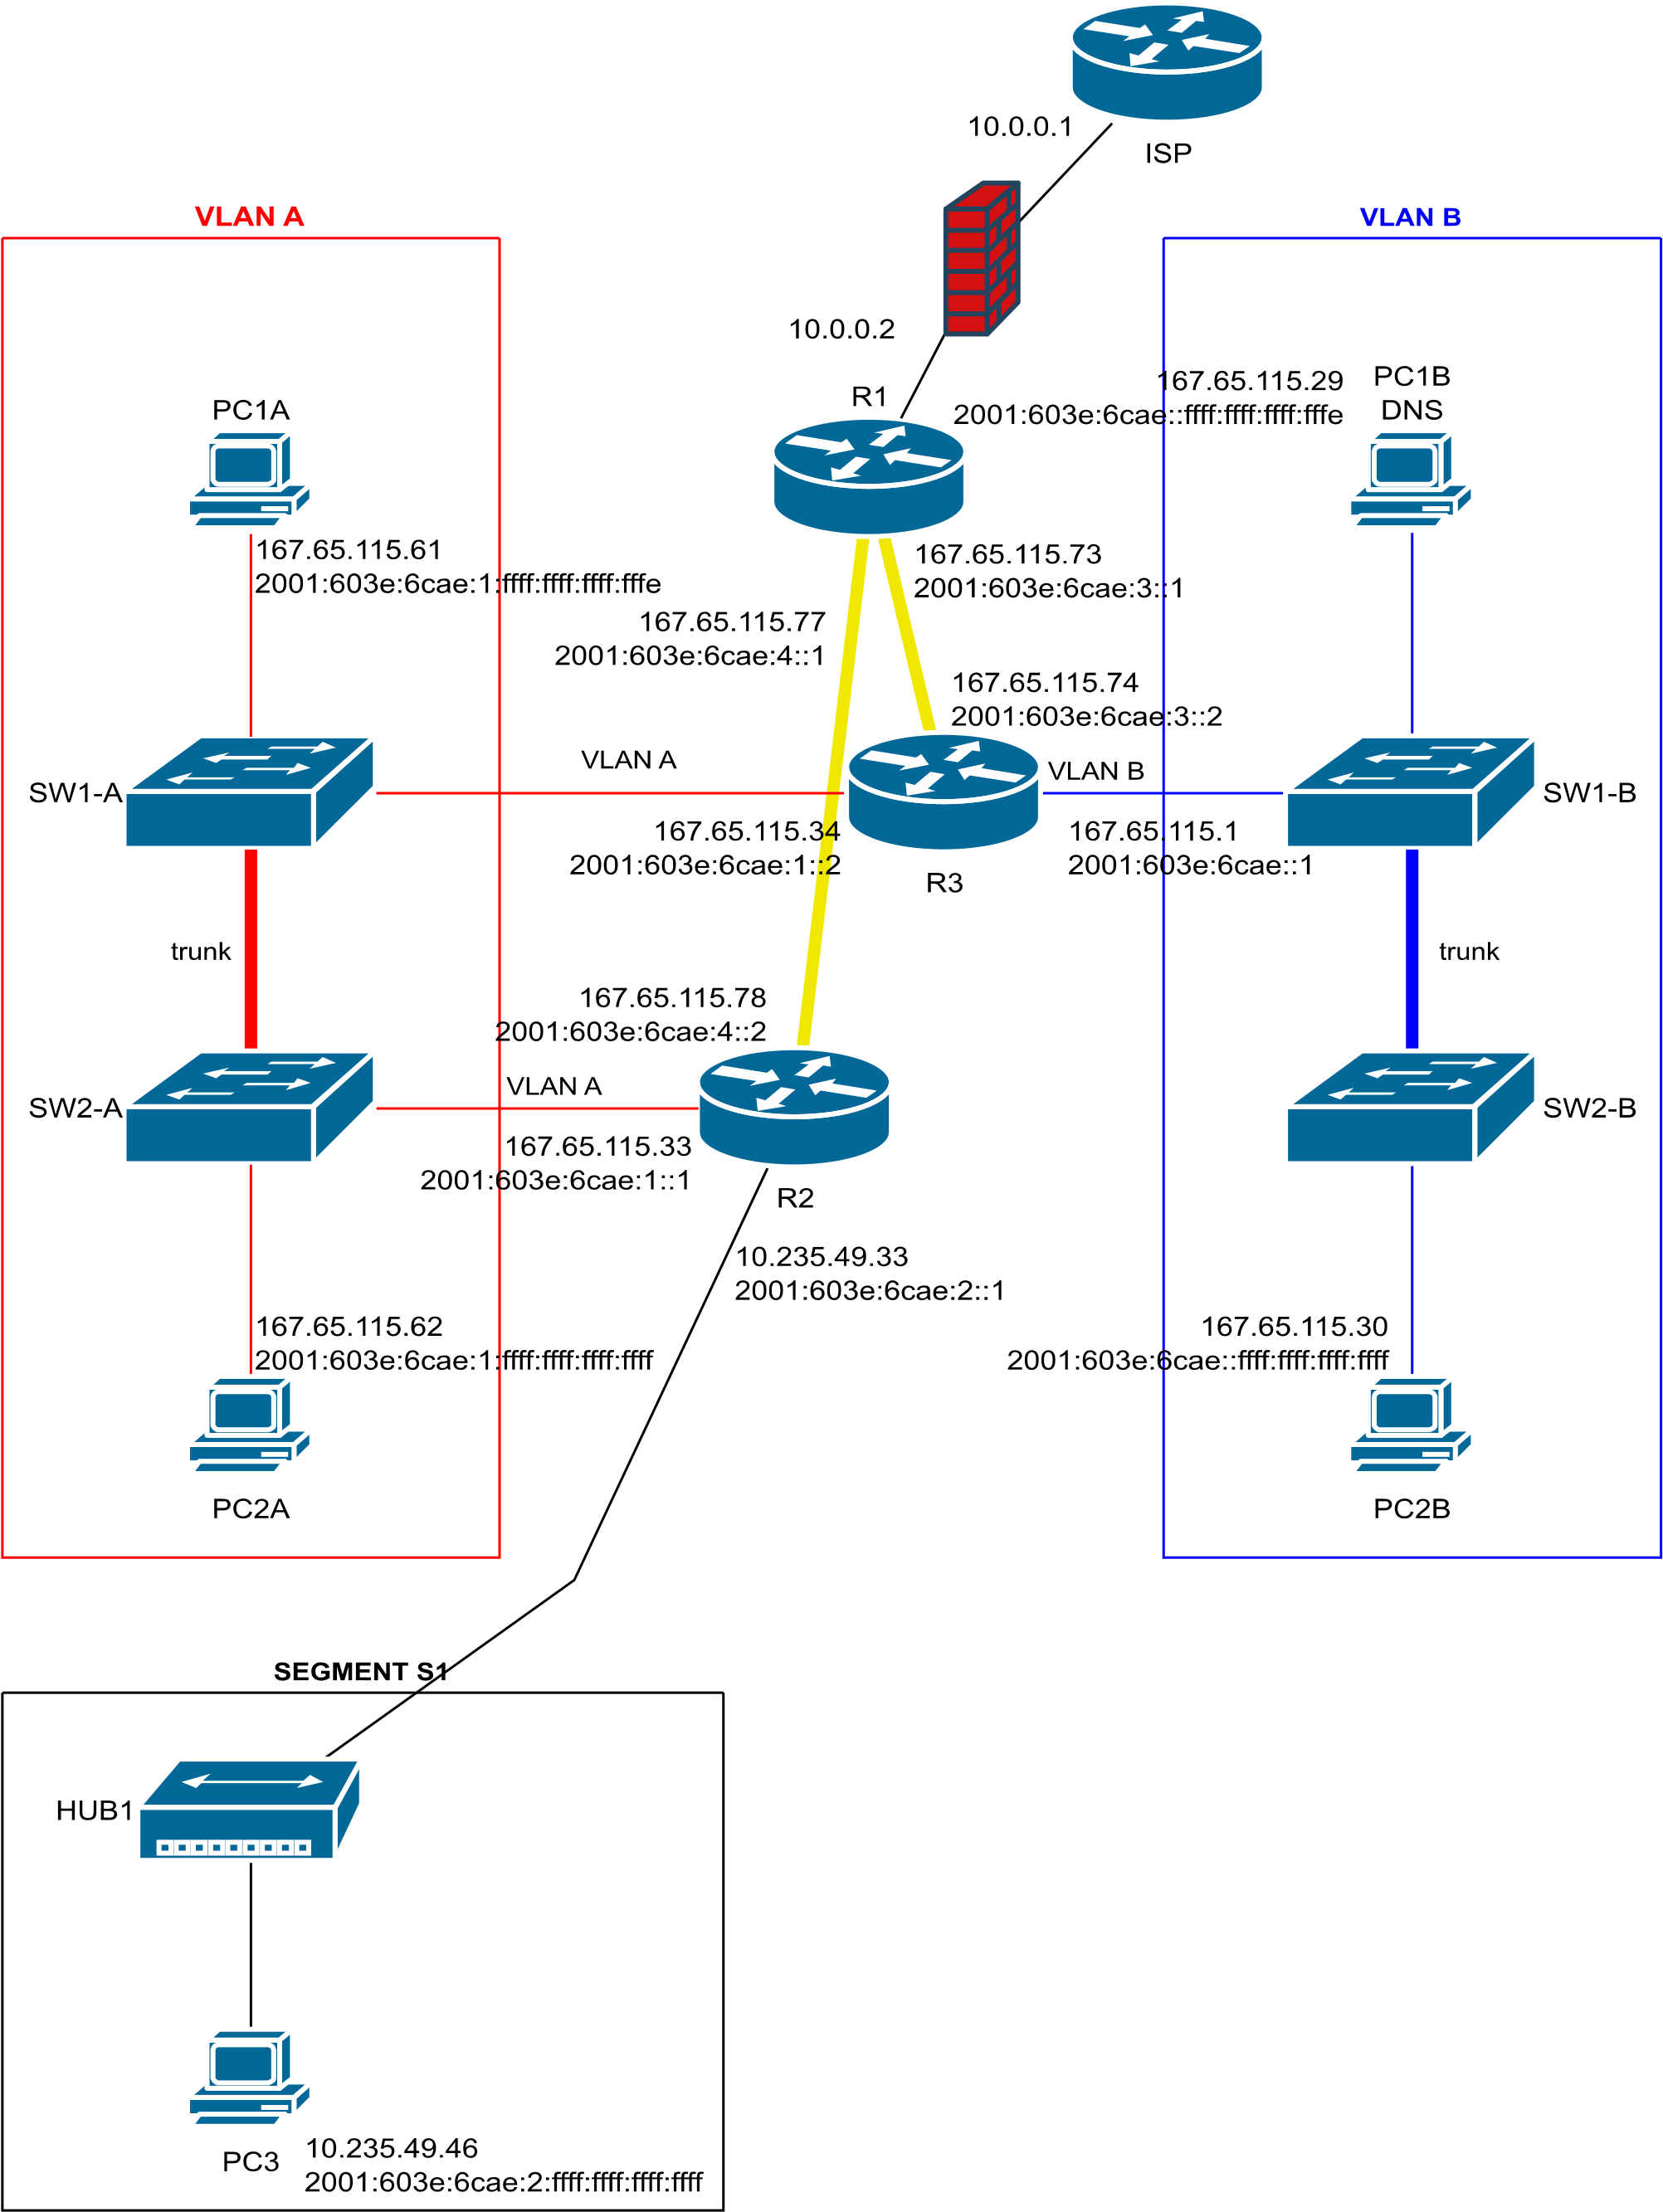 10.0.0.1
ISP
VLAN A
VLAN B
10.0.0.2
167.65.115.29
2001:603e:6cae::ffff:ffff:ffff:fffe
PC1B
DNS
R1
PC1A
167.65.115.61
2001:603e:6cae:1:ffff:ffff:ffff:fffe
167.65.115.73
2001:603e:6cae:3::1
167.65.115.77
2001:603e:6cae:4::1
167.65.115.74
2001:603e:6cae:3::2
VLAN A
VLAN B
SW1-A
SW1-B
167.65.115.34
2001:603e:6cae:1::2
167.65.115.1
2001:603e:6cae::1
R3
trunk
trunk
167.65.115.78
2001:603e:6cae:4::2
VLAN A
SW2-A
SW2-B
167.65.115.33
2001:603e:6cae:1::1
R2
10.235.49.33
2001:603e:6cae:2::1
167.65.115.62
2001:603e:6cae:1:ffff:ffff:ffff:ffff
167.65.115.30
2001:603e:6cae::ffff:ffff:ffff:ffff
PC2A
PC2B
SEGMENT S1
HUB1
PC3
10.235.49.46
2001:603e:6cae:2:ffff:ffff:ffff:ffff